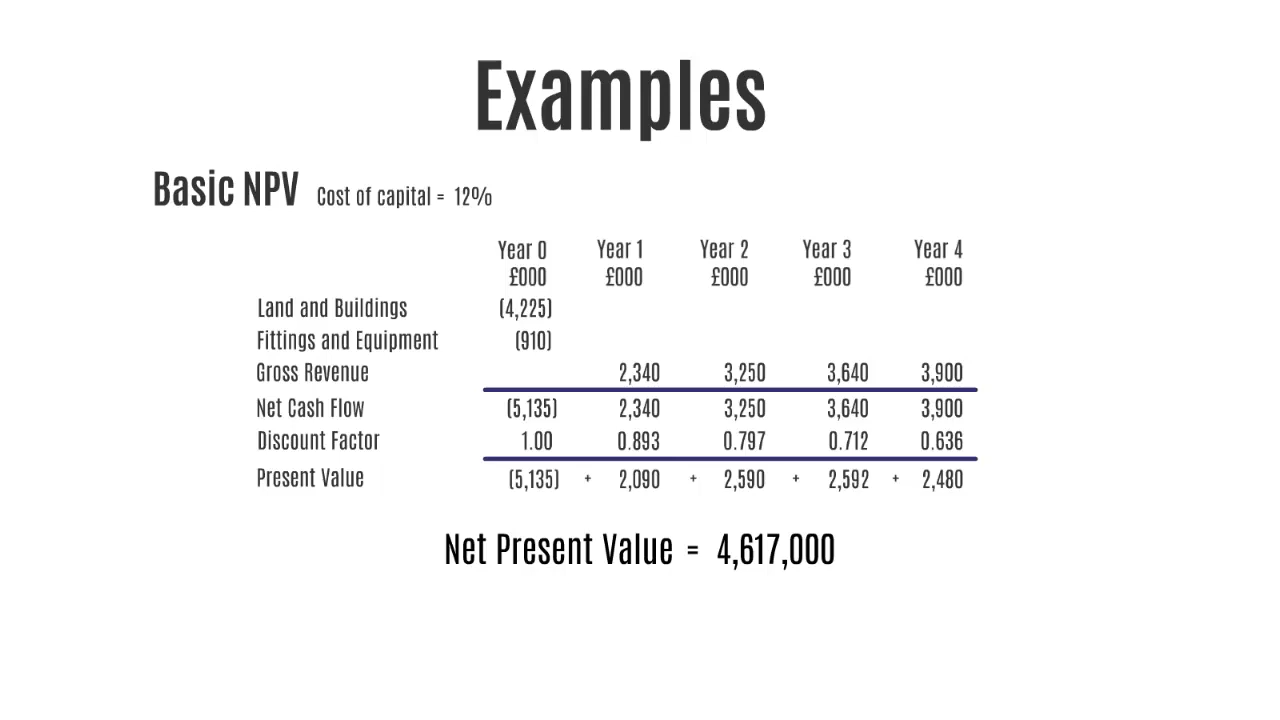 Examples
Basic NPV Cost of capital = 12%
Year 0 Year 1 Year 2 Year 3 Year 4
£000 £000 £000 £000 £000
Land and Buildings (4,225)
Fittings and Equipment (910)
Gross Revenue 2,340 3,250 3,640 3,900
Net Cash Flow (5,135) 2,340 3,250 3,640 3,900
Discount Factor 1.00 0.893 0.797 0.712 0.636
Present Value (5,135) + 2,090 + 2,590 + 2,592 + 2,480
Net Present Value = 4,617,000